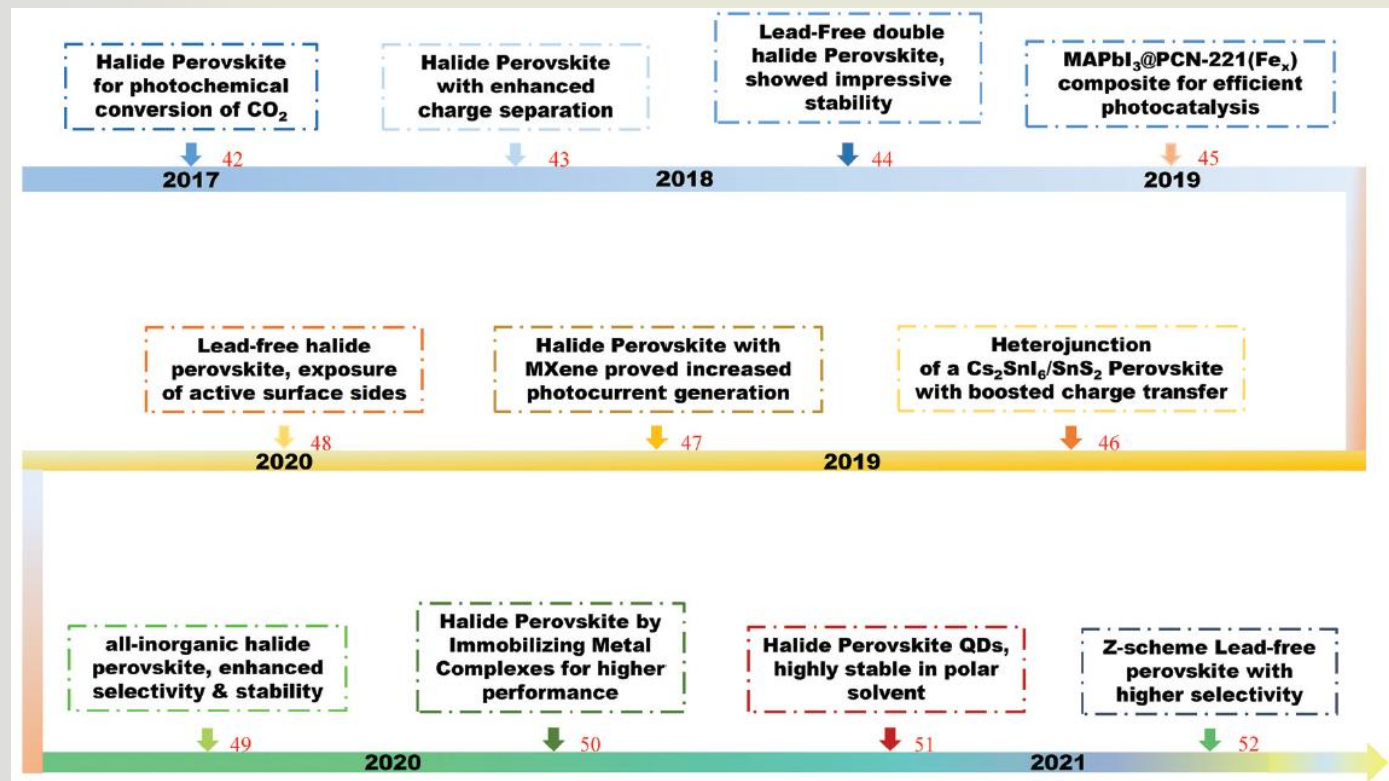 Halide Perovskite
for photochemical
conversion of CO₂
42
Halide Perovskite
with enhanced
charge separation
43
Lead-Free double
halide Perovskite,
showed impressive
stability
44
MAPbI₃@PCN-221(Feₓ)
composite for efficient
photocatalysis
45
2017
2018
2019
Lead-free halide
perovskite, exposure
of active surface sides
48
Halide Perovskite with
MXene proved increased
photocurrent generation
47
Heterojunction
of a Cs₂SnI₆/SnS₂ Perovskite
with boosted charge transfer
46
2020
2019
all-inorganic halide
perovskite, enhanced
selectivity & stability
49
Halide Perovskite by
Immobilizing Metal
Complexes for higher
performance
50
Halide Perovskite QDs,
highly stable in polar
solvent
51
Z-scheme Lead-free
perovskite with
higher selectivity
52
2020
2021